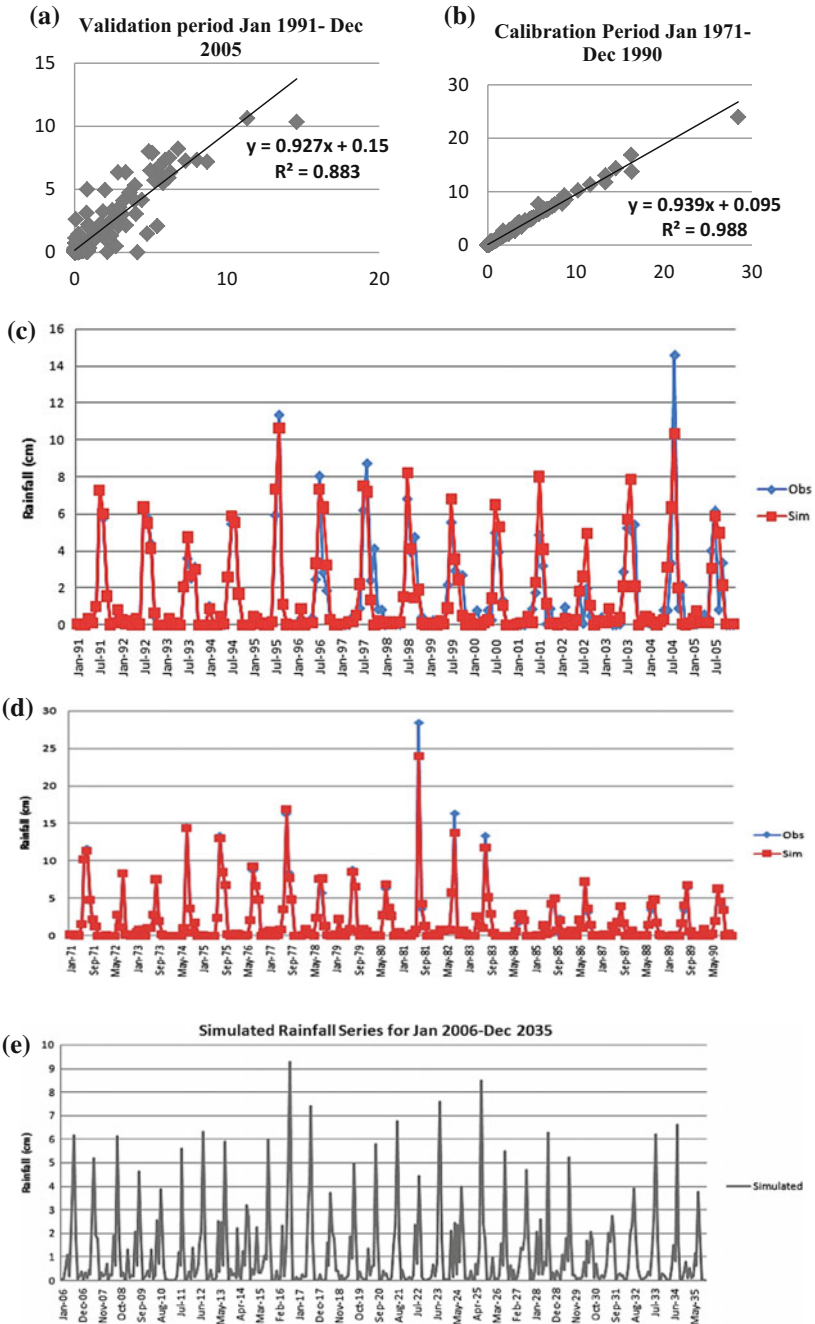 (a) Validation period Jan 1991- Dec
2005
15
10
5
0
0 10 20
y = 0.927x + 0.15
R² = 0.883
(b) Calibration Period Jan 1971-
Dec 1990
30
20
10
0
0 10 20 30
y = 0.939x + 0.095
R² = 0.988
(c)
Rainfall (cm)
16
14
12
10
8
6
4
2
0
Jan-91 Jul-91 Jan-92 Jul-92 Jan-93 Jul-93 Jan-94 Jul-94 Jan-95 Jul-95 Jan-96 Jul-96 Jan-97 Jul-97 Jan-98 Jul-98 Jan-99 Jul-99 Jan-00 Jul-00 Jan-01 Jul-01 Jan-02 Jul-02 Jan-03 Jul-03 Jan-04 Jul-04 Jan-05 Jul-05
Obs
Sim
(d)
Rainfall (cm)
30
25
20
15
10
5
0
Jan-71 Sep-71 May-72 Jan-73 Sep-73 May-74 Jan-75 Sep-75 May-76 Jan-77 Sep-77 May-78 Jan-79 Sep-79 May-80 Jan-81 Sep-81 May-82 Jan-83 Sep-83 May-84 Jan-85 Sep-85 May-86 Jan-87 Sep-87 May-88 Jan-89 Sep-89 May-90
Obs
Sim
(e)
Simulated Rainfall Series for Jan 2006-Dec 2035
Rainfall (cm)
10
9
8
7
6
5
4
3
2
1
0
Jan-06 Dec-06 Nov-07 Oct-08 Sep-09 Aug-10 Jul-11 Jun-12 May-13 Apr-14 Mar-15 Feb-16 Jan-17 Dec-17 Nov-18 Oct-19 Sep-20 Aug-21 Jul-22 Jun-23 May-24 Apr-25 Mar-26 Feb-27 Jan-28 Dec-28 Nov-29 Oct-30 Sep-31 Aug-32 Jul-33 Jun-34 May-35
Simulated